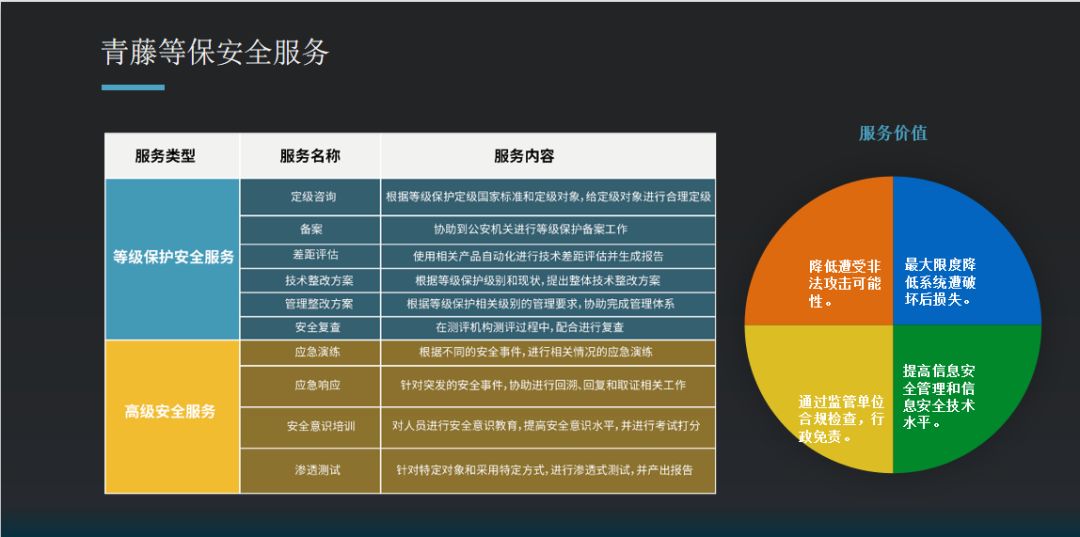 青藤等保安全服务
服务类型 服务名称 服务内容
等级保护安全服务
定级咨询 根据等级保护定级国家标准和定级对象,给定级对象进行合理定级
备案 协助到公安机关进行等级保护备案工作
差距评估 使用相关产品自动化进行技术差距评估并生成报告
技术整改方案 根据等级保护级别和现状,提出整体技术整改方案
管理整改方案 根据等级保护相关级别的管理要求,协助完成管理体系
安全复查 在测评机构测评过程中,配合进行复查
高级安全服务
应急演练 根据不同的安全事件,进行相关情况的应急演练
应急响应 针对突发的安全事件,协助进行回溯、回复和取证相关工作
安全意识培训 对人员进行安全意识教育,提高安全意识水平,并进行考试打分
渗透测试 针对特定对象和采用特定方式,进行渗透式测试,并产出报告
服务价值
降低遭受非
法攻击可能
性。
最大限度降
低系统遭破
坏后损失。
通过监管单位
合规检查，行
政免责。
提高信息安
全管理和信
息安全技术
水平。